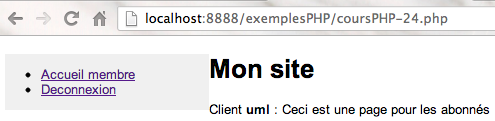 localhost:8888/exemplesPHP/coursPHP-24.php
Accueil membre
Deconnexion
Mon site
Client uml : Ceci est une page pour les abonnés